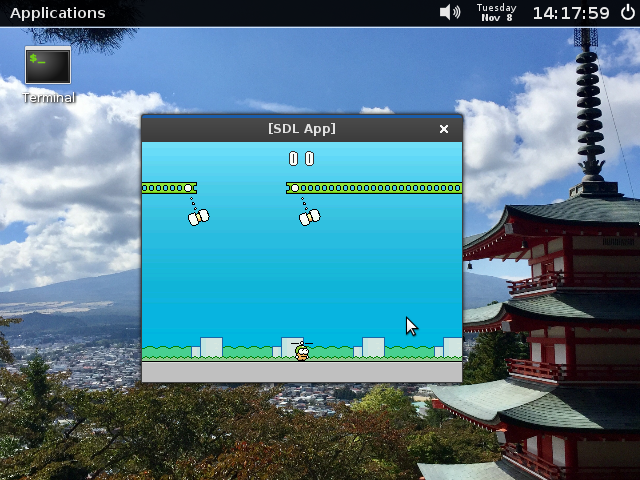 Applications
Tuesday
Nov 8
14:17:59
$_
Terminal
[SDL App]
00